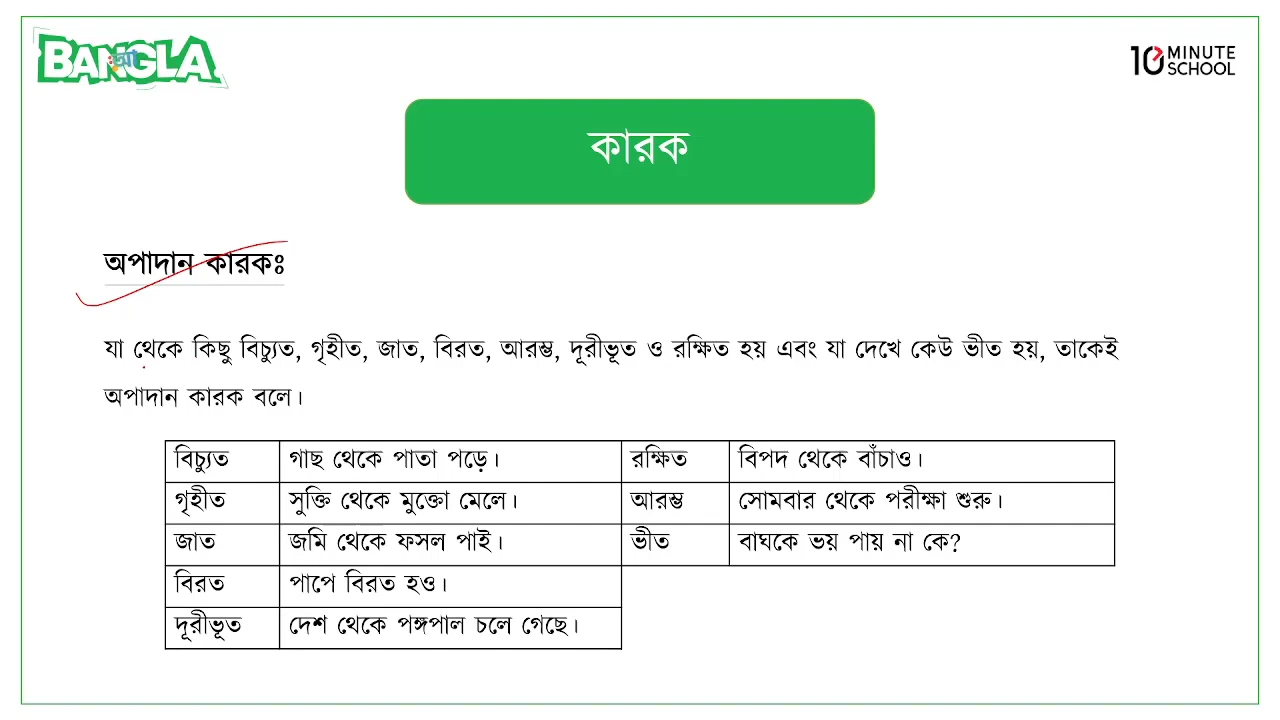 BANGLA
10 MINUTE SCHOOL
কারক
অপাদান কারকঃ
যা থেকে কিছু বিচ্যুত, গৃহীত, জাত, বিরত, আরম্ভ, দূরীভূত ও রক্ষিত হয় এবং যা দেখে কেউ ভীত হয়, তাকেই
অপাদান কারক বলে।
বিচ্যুত গাছ থেকে পাতা পড়ে। রক্ষিত বিপদ থেকে বাঁচাও।
গৃহীত সুক্তি থেকে মুক্তো মেলে। আরম্ভ সোমবার থেকে পরীক্ষা শুরু।
জাত জমি থেকে ফসল পাই। ভীত বাঘকে ভয় পায় না কে?
বিরত পাপে বিরত হও।
দূরীভূত দেশ থেকে পঙ্গপাল চলে গেছে।